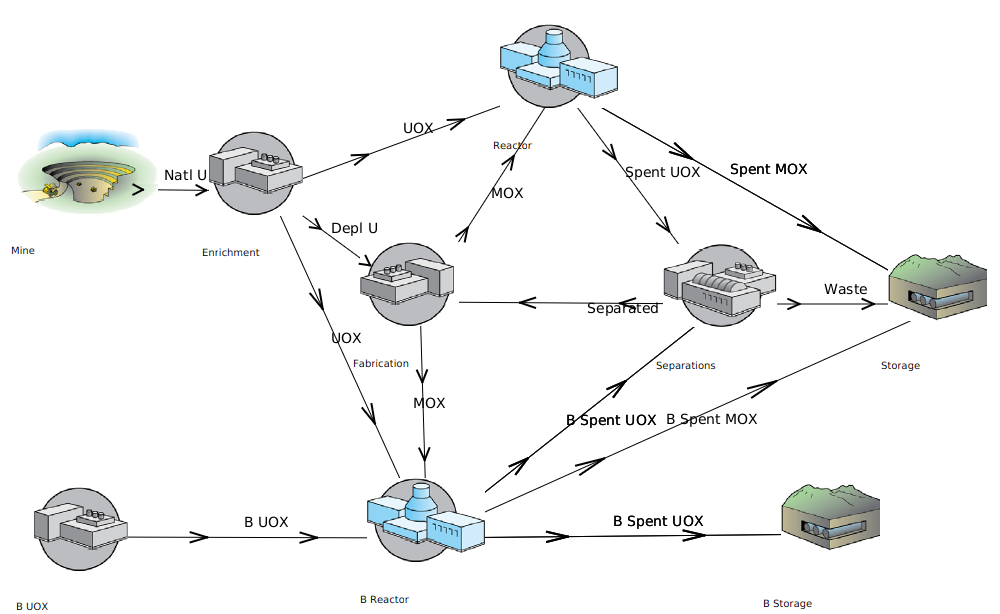 UOX
Reactor
Natl U
Spent UOX
Spent MOX
MOX
Depl U
Mine
Enrichment
Waste
Separated
UOX
Fabrication
Separations
Storage
MOX
B Spent UOX
B Spent MOX
B UOX
B Spent UOX
B UOX
B Reactor
B Storage